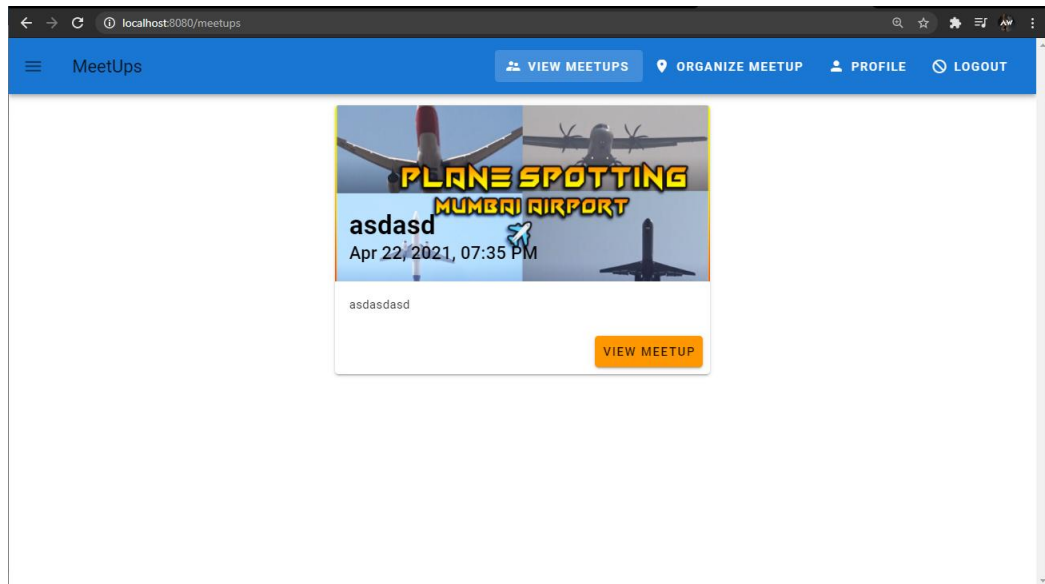 localhost:8080/meetups
MeetUps
VIEW MEETUPS
ORGANIZE MEETUP
PROFILE
LOGOUT
PLANE SPOTTING
MUMBAI AIRPORT
asdasd
Apr 22, 2021, 07:35 PM
asdasdasd
VIEW MEETUP